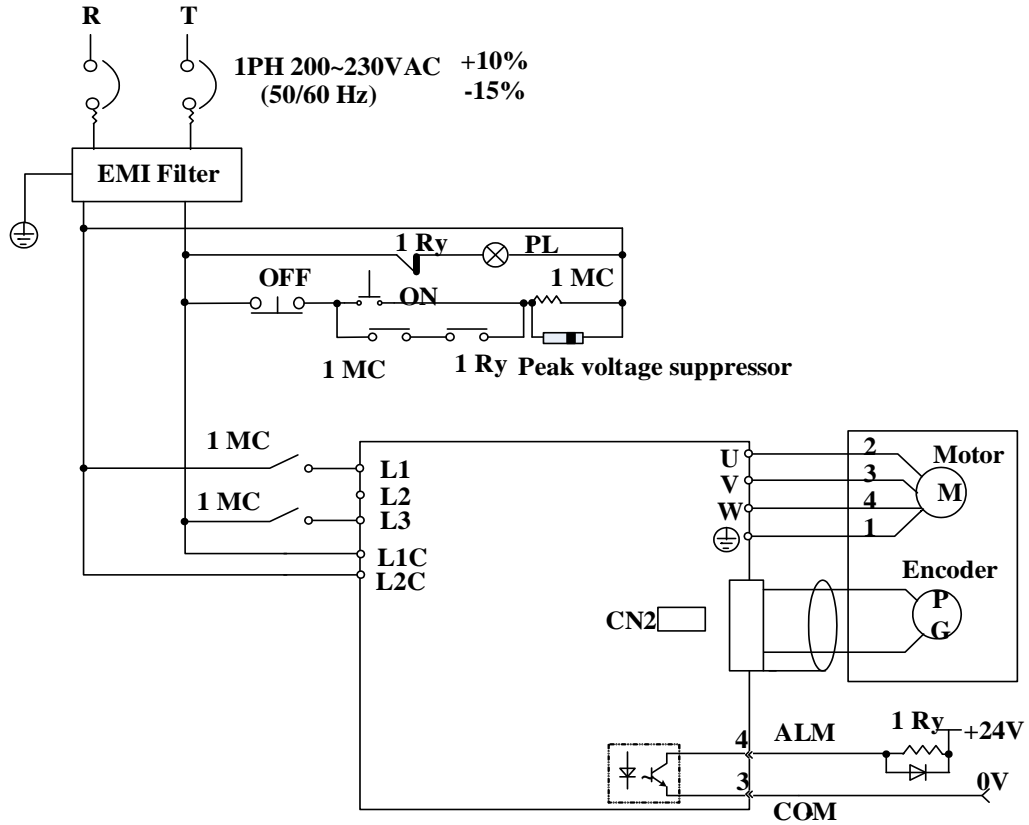 R T
1PH 200~230VAC +10%
(50/60 Hz) -15%
EMI Filter
1 Ry PL
OFF 1 MC
ON
1 MC 1 Ry Peak voltage suppressor
1 MC
L1 U 2 Motor
L2 V 3 M
1 MC L3 W 4
1
L1C
L2C
Encoder
CN2 P
G
1 Ry
4 ALM +24V
3 0V
COM